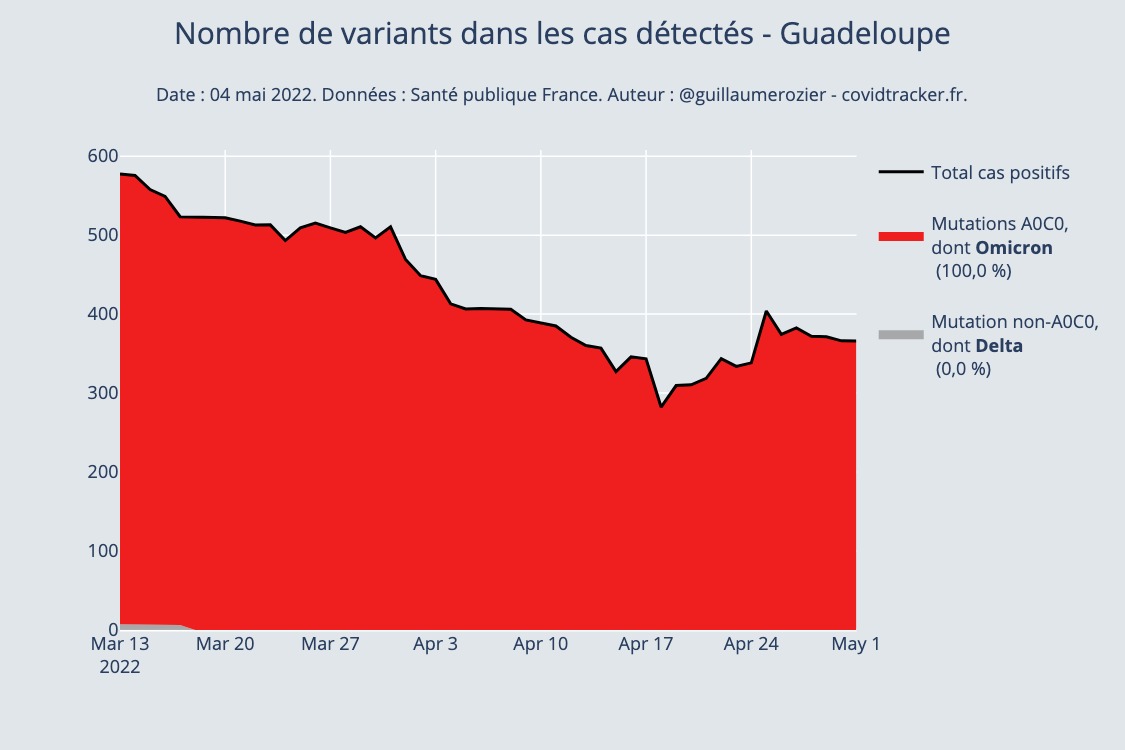 Nombre de variants dans les cas détectés - Guadeloupe
Date : 04 mai 2022. Données : Santé publique France. Auteur : @guillaumerozier - covidtracker.fr.
600
500
400
300
200
100
0
Mar 13
2022
Mar 20
Mar 27
Apr 3
Apr 10
Apr 17
Apr 24
May 1
Total cas positifs
Mutations A0C0,
dont Omicron
(100,0 %)
Mutation non-A0C0,
dont Delta
(0,0 %)